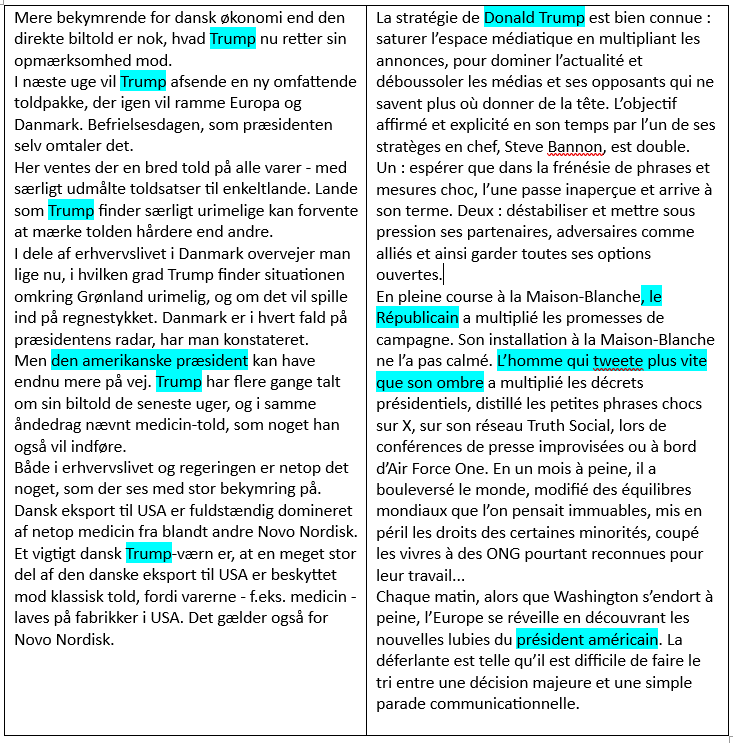 Mere bekymrende for dansk økonomi end den
direkte biltold er nok, hvad Trump nu retter sin
opmærksomhed mod.
I næste uge vil Trump afsende en ny omfattende
toldpakke, der igen vil ramme Europa og
Danmark. Befrielsesdagen, som præsidenten
selv omtaler det.
Her ventes der en bred told på alle varer - med
særligt udmålte toldsatser til enkeltlande. Lande
som Trump finder særligt urimelige kan forvente
at mærke tolden hårdere end andre.
I dele af erhvervslivet i Danmark overvejer man
lige nu, i hvilken grad Trump finder situationen
omkring Grønland urimelig, og om det vil spille
ind på regnestykket. Danmark er i hvert fald på
præsidentens radar, har man konstateret.
Men den amerikanske præsident kan have
endnu mere på vej. Trump har flere gange talt
om sin biltold de seneste uger, og i samme
åndedrag nævnt medicin-told, som noget han
også vil indføre.
Både i erhvervslivet og regeringen er netop det
noget, som der ses med stor bekymring på.
Dansk eksport til USA er fuldstændig domineret
af netop medicin fra blandt andre Novo Nordisk.
Et vigtigt dansk Trump-værn er, at en meget stor
del af den danske eksport til USA er beskyttet
mod klassisk told, fordi varerne - f.eks. medicin -
laves på fabrikker i USA. Det gælder også for
Novo Nordisk.
La stratégie de Donald Trump est bien connue :
saturer l’espace médiatique en multipliant les
annonces, pour dominer l’actualité et
déboussoler les médias et ses opposants qui ne
savent plus où donner de la tête. L’objectif
affirmé et explicité en son temps par l’un de ses
stratèges en chef, Steve Bannon, est double.
Un : espérer que dans la frénésie de phrases et
mesures choc, l’une passe inaperçue et arrive à
son terme. Deux : déstabiliser et mettre sous
pression ses partenaires, adversaires comme
alliés et ainsi garder toutes ses options
ouvertes.
En pleine course à la Maison-Blanche, le
Républicain a multiplié les promesses de
campagne. Son installation à la Maison-Blanche
ne l’a pas calmé. L’homme qui tweete plus vite
que son ombre a multiplié les décrets
présidentiels, distillé les petites phrases chocs
sur X, sur son réseau Truth Social, lors de
conférences de presse improvisées ou à bord
d’Air Force One. En un mois à peine, il a
bouleversé le monde, modifié des équilibres
mondiaux que l’on pensait immuables, mis en
péril les droits des certaines minorités, coupé
les vivres à des ONG pourtant reconnues pour
leur travail...
Chaque matin, alors que Washington s’endort à
peine, l’Europe se réveille en découvrant les
nouvelles lubies du président américain. La
déferlante est telle qu’il est difficile de faire le
tri entre une décision majeure et une simple
parade communicationnelle.